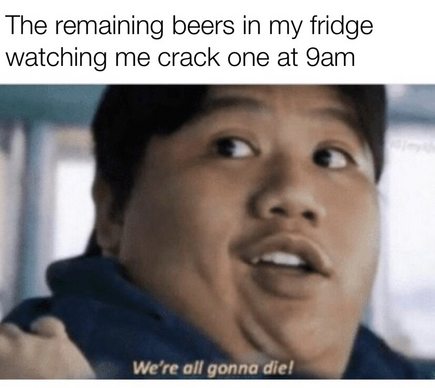 The remaining beers in my fridge
watching me crack one at 9am
We're all gonna die!